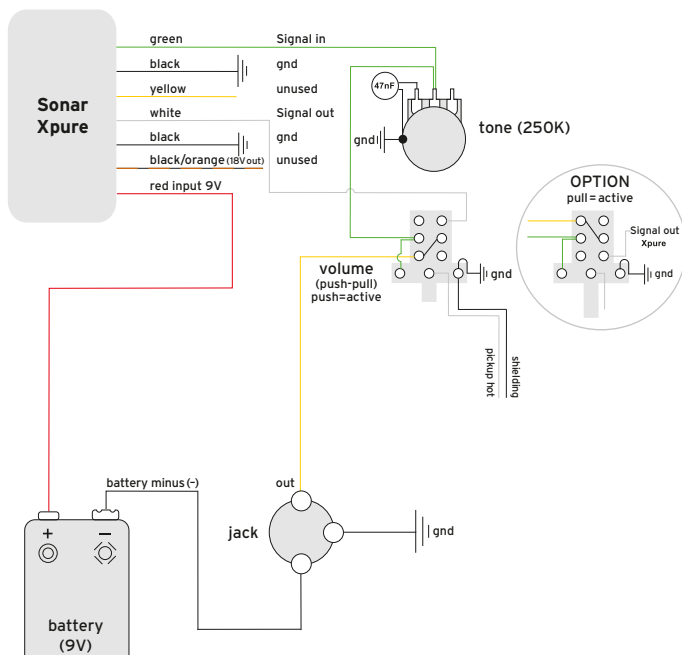 Sonar
Xpure
green Signal in
black gnd
yellow unused
white Signal out
black gnd
black/orange (18V out) unused
red input 9V
47nF
gnd
tone (250K)
volume
(push-pull)
push=active
gnd
OPTION
pull = active
Signal out
Xpure
gnd
pickup hot
shielding
battery minus (-)
out
jack
gnd
+ −
battery
(9V)